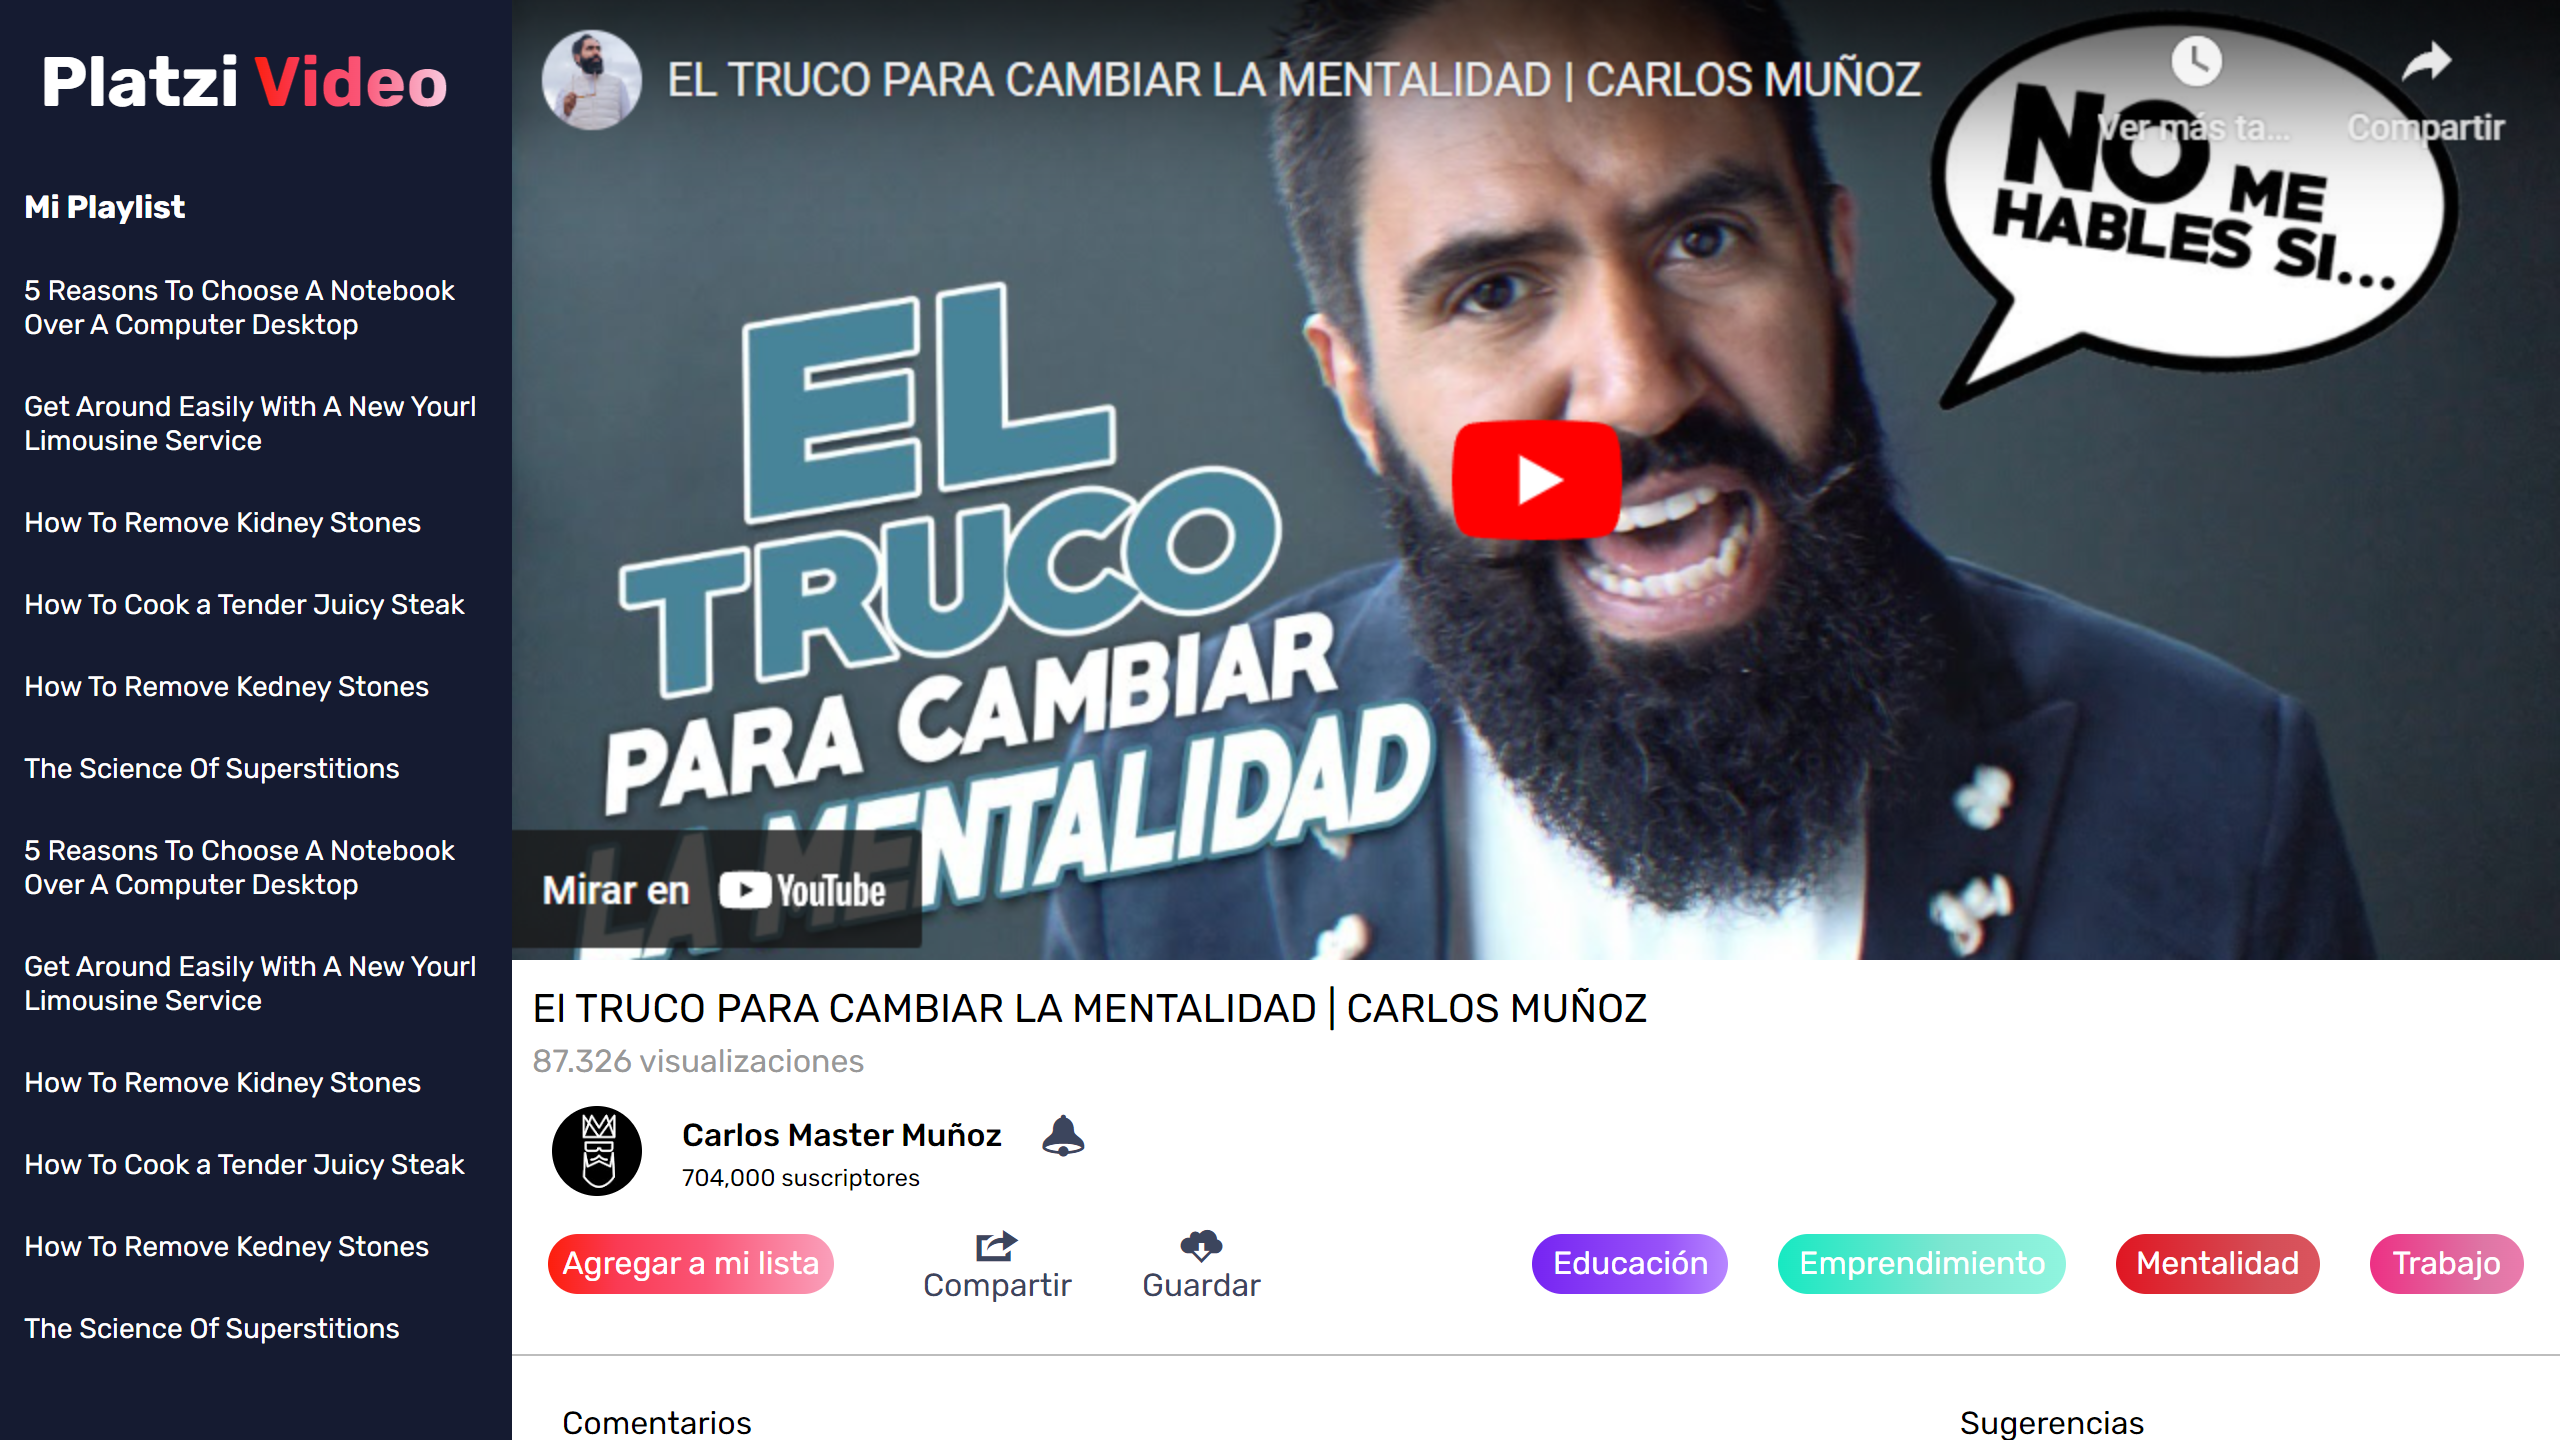 Platzi Video
Mi Playlist
5 Reasons To Choose A Notebook
Over A Computer Desktop
Get Around Easily With A New Yourl
Limousine Service
How To Remove Kidney Stones
How To Cook a Tender Juicy Steak
How To Remove Kedney Stones
The Science Of Superstitions
5 Reasons To Choose A Notebook
Over A Computer Desktop
Get Around Easily With A New Yourl
Limousine Service
How To Remove Kidney Stones
How To Cook a Tender Juicy Steak
How To Remove Kedney Stones
The Science Of Superstitions
EL TRUCO PARA CAMBIAR LA MENTALIDAD | CARLOS MUÑOZ
Ver más ta...
Compartir
NO ME
HABLES SI...
EL
TRUCO
PARA CAMBIAR
LA MENTALIDAD
Mirar en YouTube
El TRUCO PARA CAMBIAR LA MENTALIDAD | CARLOS MUÑOZ
87.326 visualizaciones
Carlos Master Muñoz
704,000 suscriptores
Agregar a mi lista
Compartir
Guardar
Educación
Emprendimiento
Mentalidad
Trabajo
Comentarios
Sugerencias